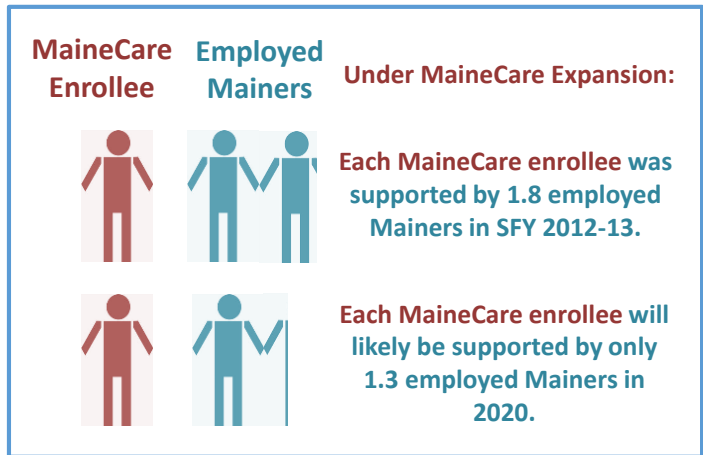 MaineCare
Enrollee
Employed
Mainers
Under MaineCare Expansion:
Each MaineCare enrollee was
supported by 1.8 employed
Mainers in SFY 2012-13.
Each MaineCare enrollee will
likely be supported by only
1.3 employed Mainers in
2020.